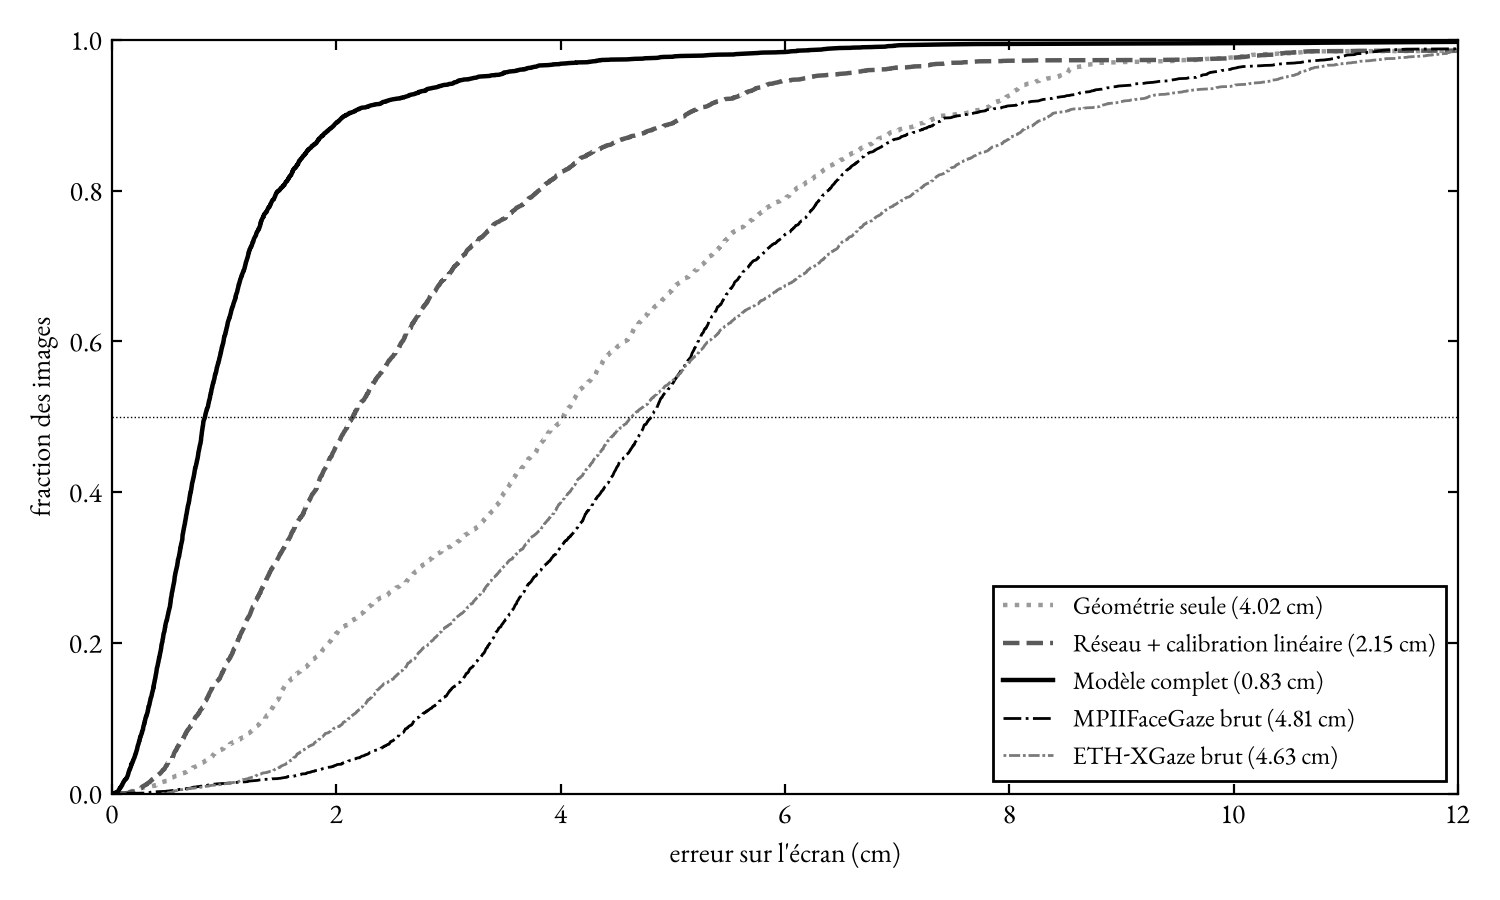 1.0
0.8
0.6
0.4
0.2
0.0
fraction des images
Géométrie seule (4.02 cm)
Réseau + calibration linéaire (2.15 cm)
Modèle complet (0.83 cm)
MPIIFaceGaze brut (4.81 cm)
ETH-XGaze brut (4.63 cm)
0 2 4 6 8 10 12
erreur sur l'écran (cm)